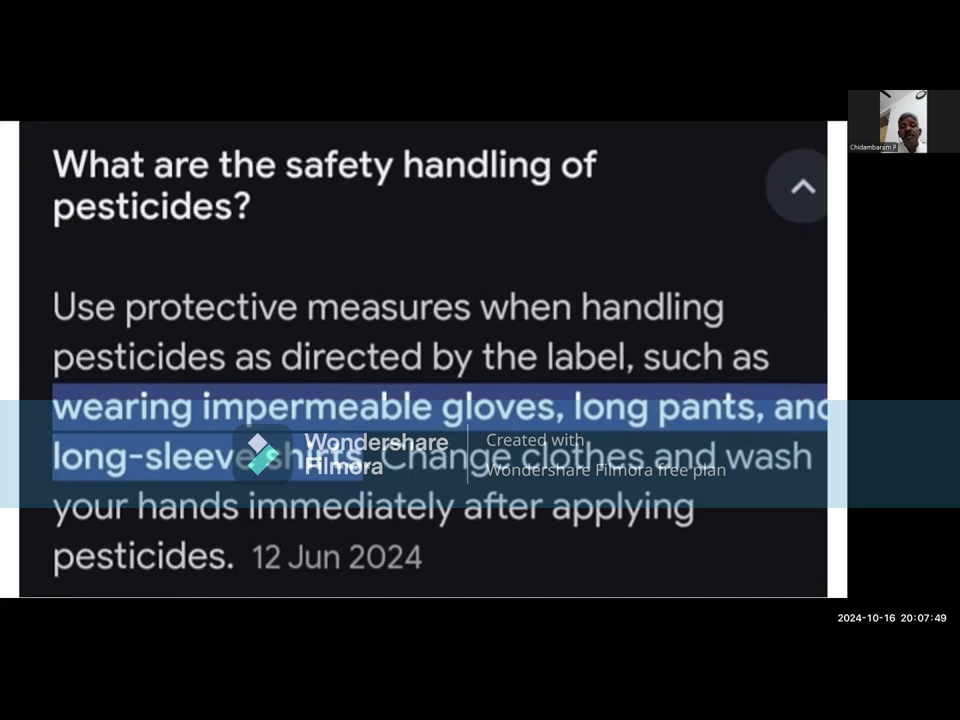 What are the safety handling of
pesticides?
Use protective measures when handling
pesticides as directed by the label, such as
wearing impermeable gloves, long pants, and
long-sleeve shirts. Change clothes and wash
your hands immediately after applying
pesticides. 12 Jun 2024
Wondershare
Filmora
Created with
Wondershare Filmora free plan
Chidambaram P
2024-10-16 20:07:49